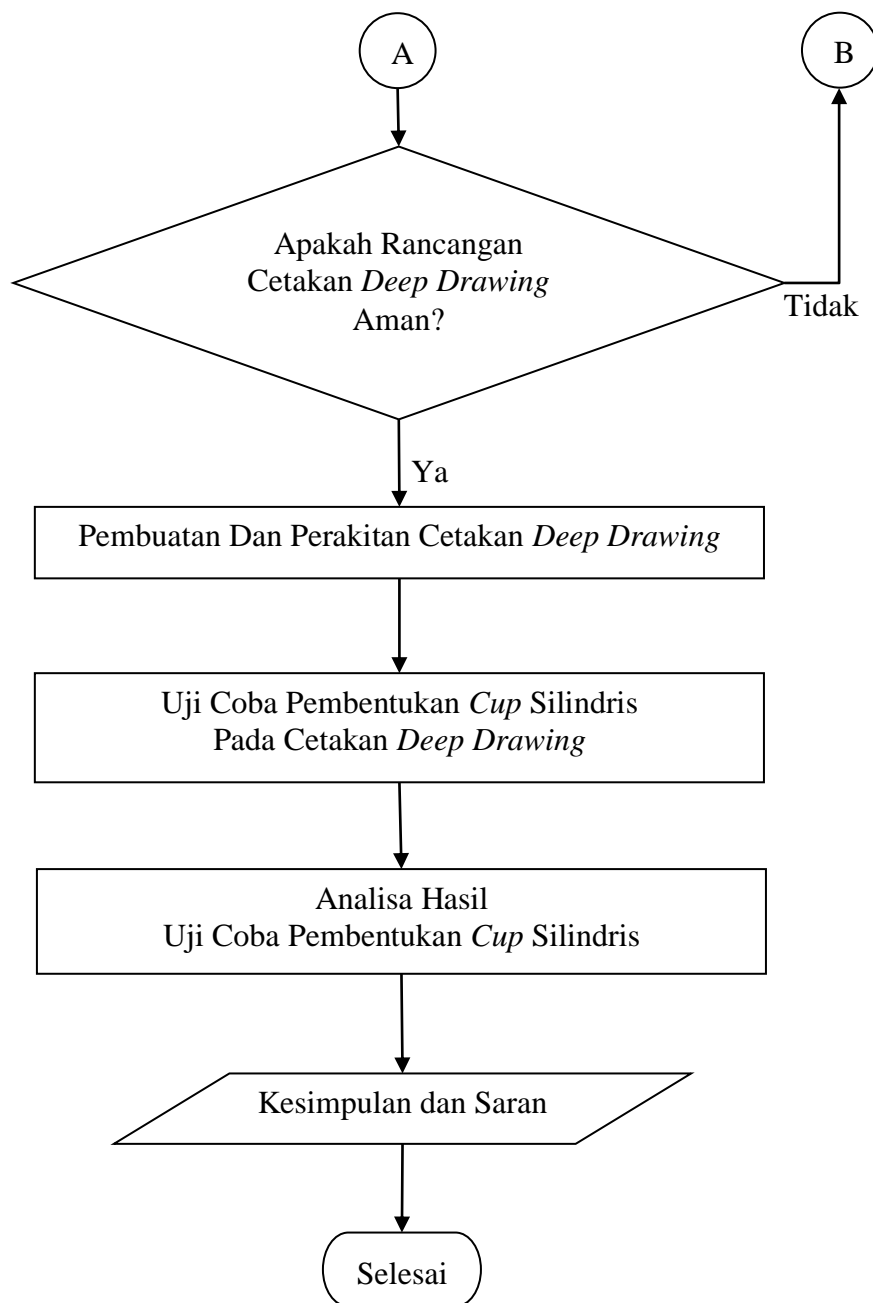 A
B
Apakah Rancangan
Cetakan Deep Drawing
Aman?
Tidak
Ya
Pembuatan Dan Perakitan Cetakan Deep Drawing
Uji Coba Pembentukan Cup Silindris
Pada Cetakan Deep Drawing
Analisa Hasil
Uji Coba Pembentukan Cup Silindris
Kesimpulan dan Saran
Selesai